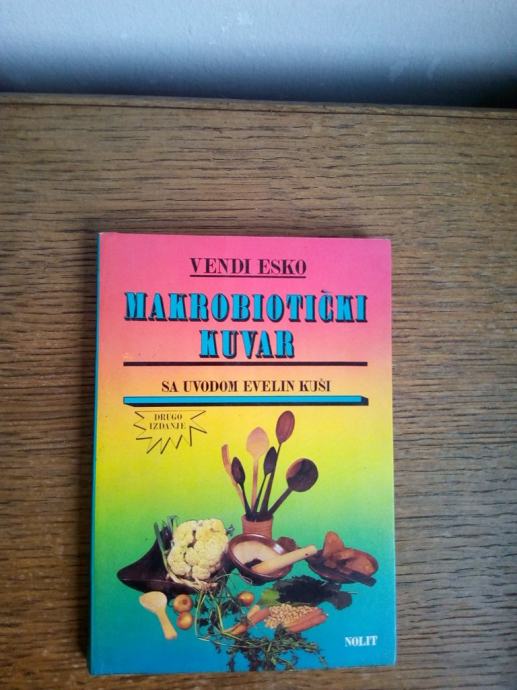 VENDI ESKO
MAKROBIOTIČKI
KUVAR
SA UVODOM EVELIN KUŠI
DRUGO
IZDANJE
NOLIT